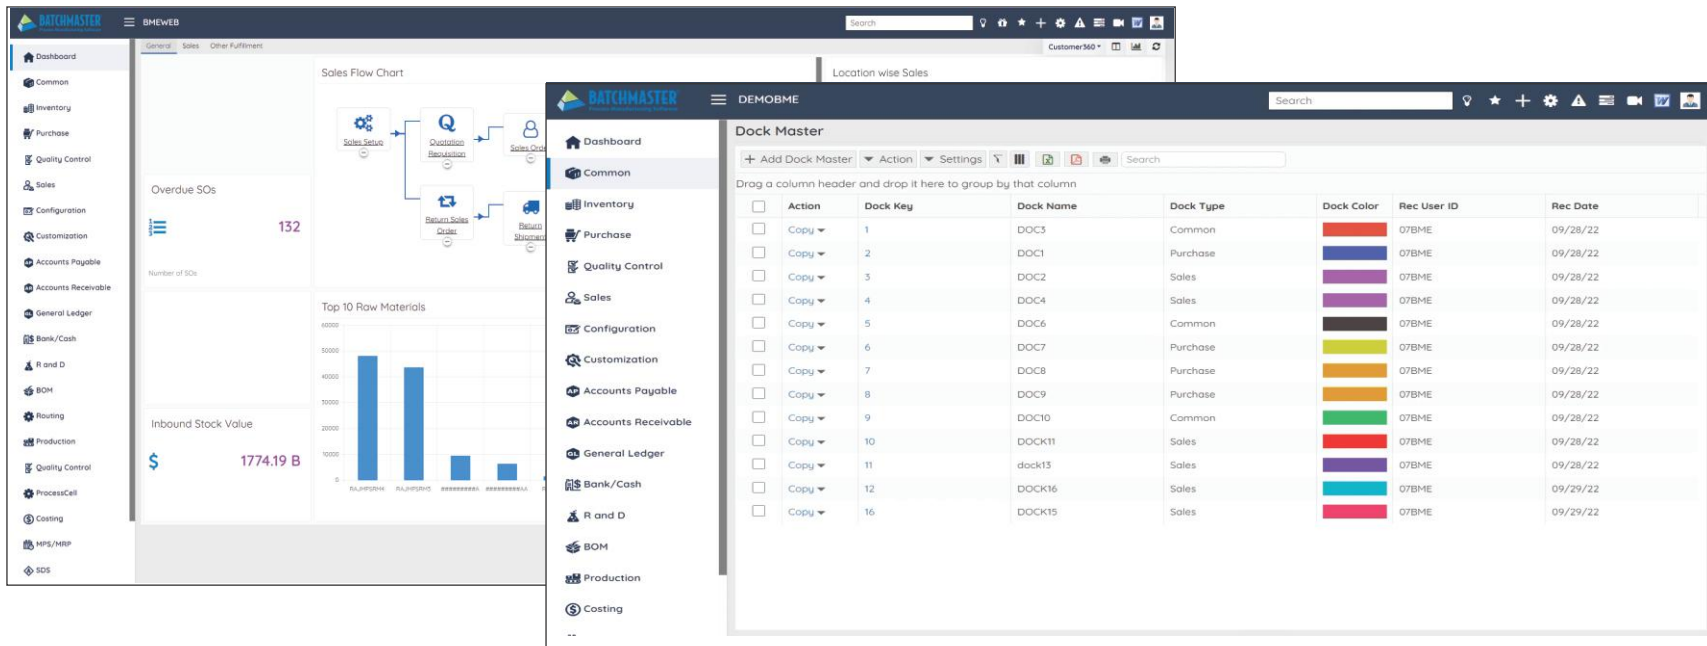 BATCHMASTER
Process Manufacturing Software
BMEWEB
Search
General Sales Other Fulfillment
Customer360
Dashboard
Common
Inventory
Purchase
Quality Control
Sales
Configuration
Customization
Accounts Payable
Accounts Receivable
General Ledger
Bank/Cash
R and D
BOM
Routing
Production
Quality Control
ProcessCell
Costing
MPS/MRP
SDS
Overdue SOs
132
Number of SOs
Inbound Stock Value
$ 1774.19 B
Sales Flow Chart
Sales Setup
Quotation
Requisition
Return Sales
Order
Return
Location wise Sales
Top 10 Raw Materials
60000
50000
40000
30000
20000
10000
0
BATCHMASTER
Process Manufacturing Software
DEMOBME
Search
Dashboard
Common
Inventory
Purchase
Quality Control
Sales
Configuration
Customization
Accounts Payable
Accounts Receivable
General Ledger
Bank/Cash
R and D
BOM
Production
Costing
Dock Master
+ Add Dock Master Action Settings Search
Drag a column header and drop it here to group by that column
Action Dock Key Dock Name Dock Type Dock Color Rec User ID Rec Date
Copy 1 DOC3 Common 07BME 09/28/22
Copy 2 DOC1 Purchase 07BME 09/28/22
Copy 3 DOC2 Sales 07BME 09/28/22
Copy 4 DOC4 Sales 07BME 09/28/22
Copy 5 DOC6 Common 07BME 09/28/22
Copy 6 DOC7 Purchase 07BME 09/28/22
Copy 7 DOC8 Purchase 07BME 09/28/22
Copy 8 DOC9 Purchase 07BME 09/28/22
Copy 9 DOC10 Common 07BME 09/28/22
Copy 10 DOCK11 Sales 07BME 09/28/22
Copy 11 dock13 Sales 07BME 09/28/22
Copy 12 DOCK16 Sales 07BME 09/29/22
Copy 16 DOCK15 Sales 07BME 09/29/22